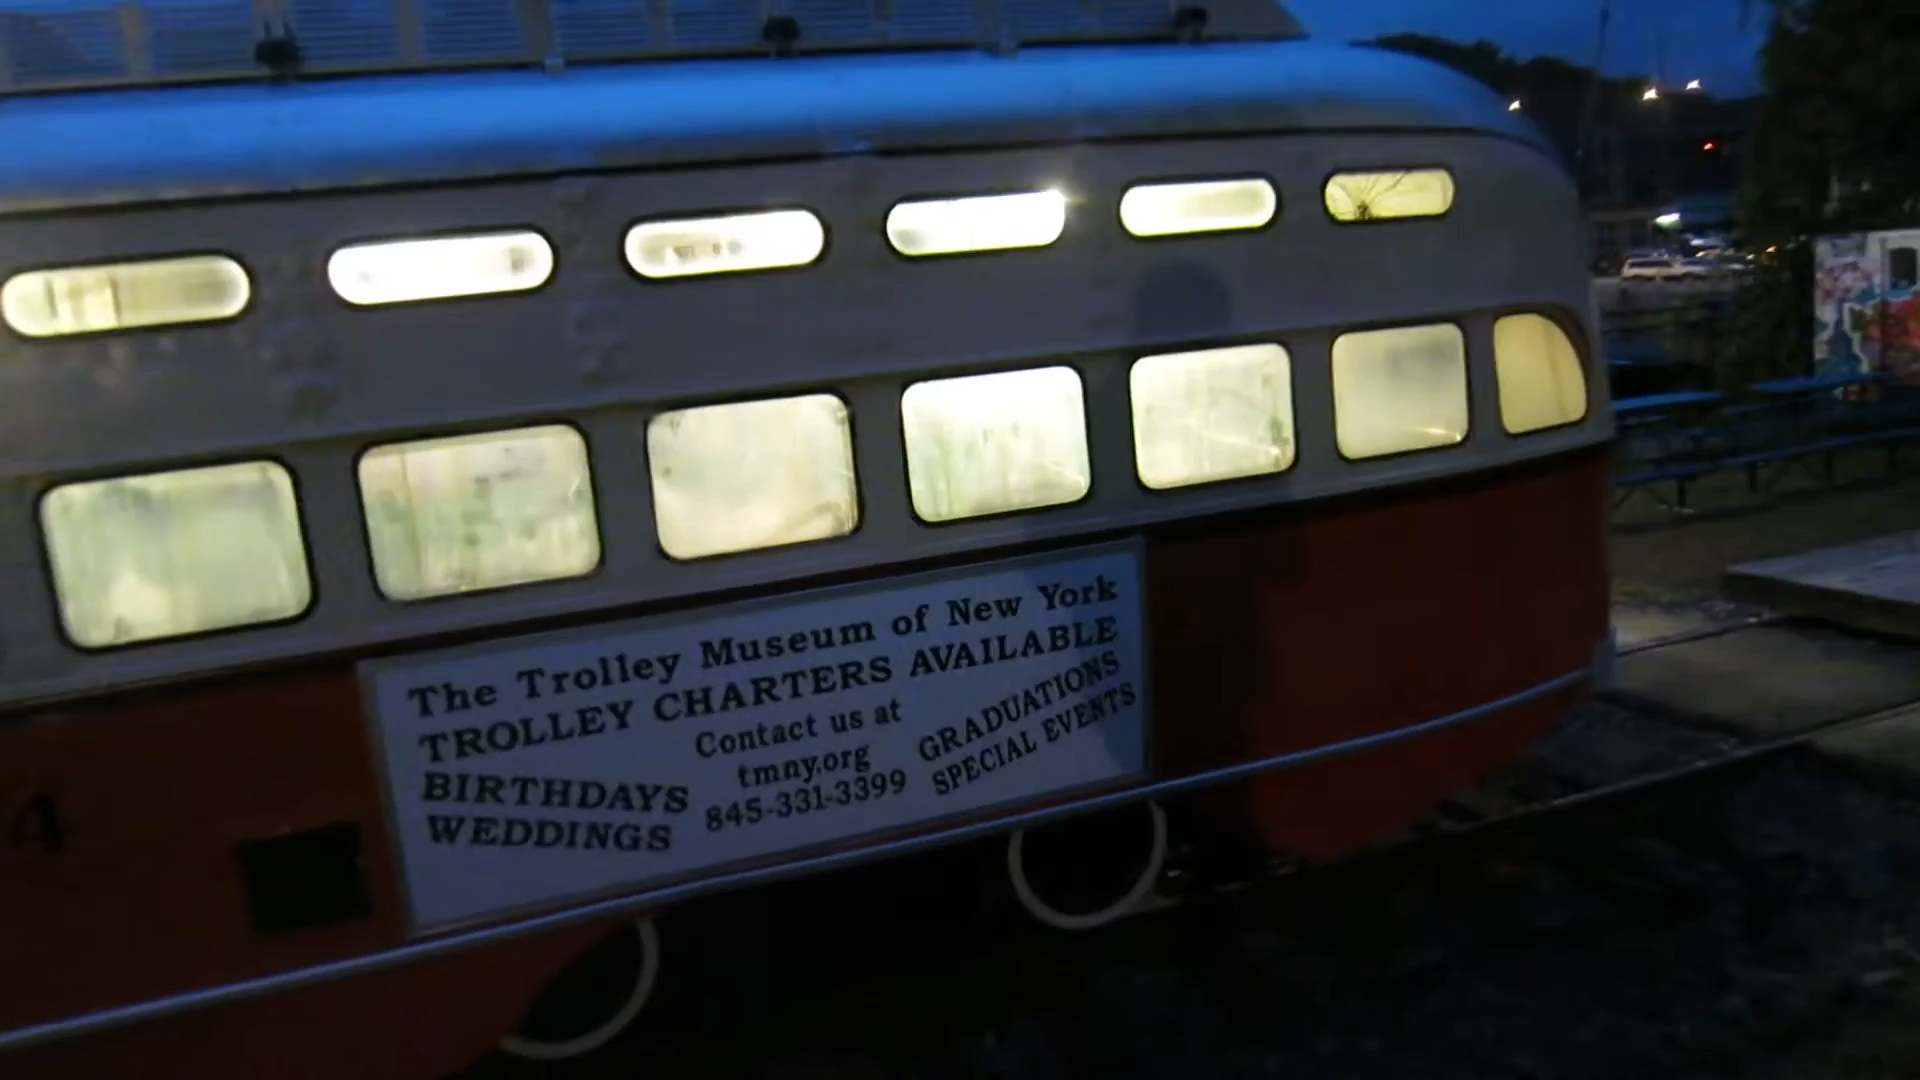 4
The Trolley Museum of New York
TROLLEY CHARTERS AVAILABLE
Contact us at
tmny.org
845-331-3399
BIRTHDAYS
WEDDINGS
GRADUATIONS
SPECIAL EVENTS